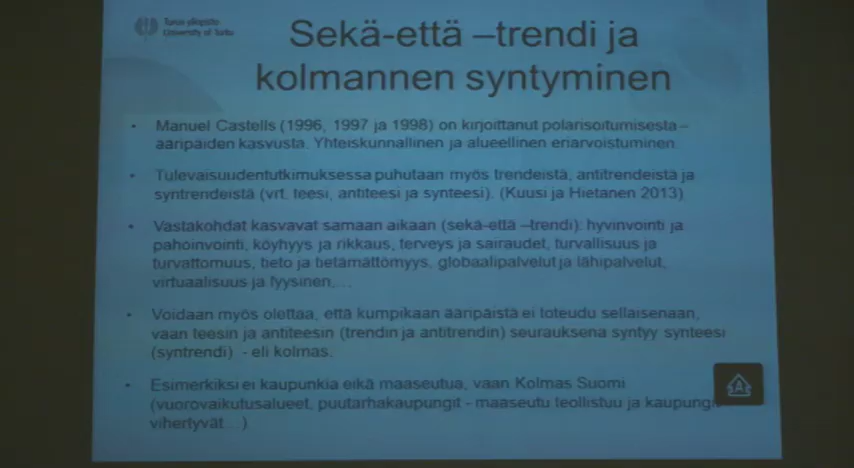 Turun yliopisto
University of Turku
Sekä-että –trendi ja
kolmannen syntyminen
• Manuel Castells (1996, 1997 ja 1998) on kirjoittanut polarisoitumisesta –
ääripäiden kasvusta. Yhteiskunnallinen ja alueellinen eriarvoistuminen.
• Tulevaisuudentutkimuksessa puhutaan myös trendeistä, antitrendeistä ja
syntrendeistä (vrt. teesi, antiteesi ja synteesi). (Kuusi ja Hietanen 2013)
• Vastakohdat kasvavat samaan aikaan (sekä-että –trendi): hyvinvointi ja
pahoinvointi, köyhyys ja rikkaus, terveys ja sairaudet, turvallisuus ja
turvattomuus, tieto ja tietämättömyys, globaalipalvelut ja lähipalvelut,
virtuaalisuus ja fyysinen,…
• Voidaan myös olettaa, että kumpikaan ääripäistä ei toteudu sellaisenaan,
vaan teesin ja antiteesin (trendin ja antitrendin) seurauksena syntyy synteesi
(syntrendi) - eli kolmas.
• Esimerkiksi ei kaupunkia eikä maaseutua, vaan Kolmas Suomi
(vuorovaikutusalueet, puutarhakaupungit - maaseutu teollistuu ja
vihertyvät…)
A